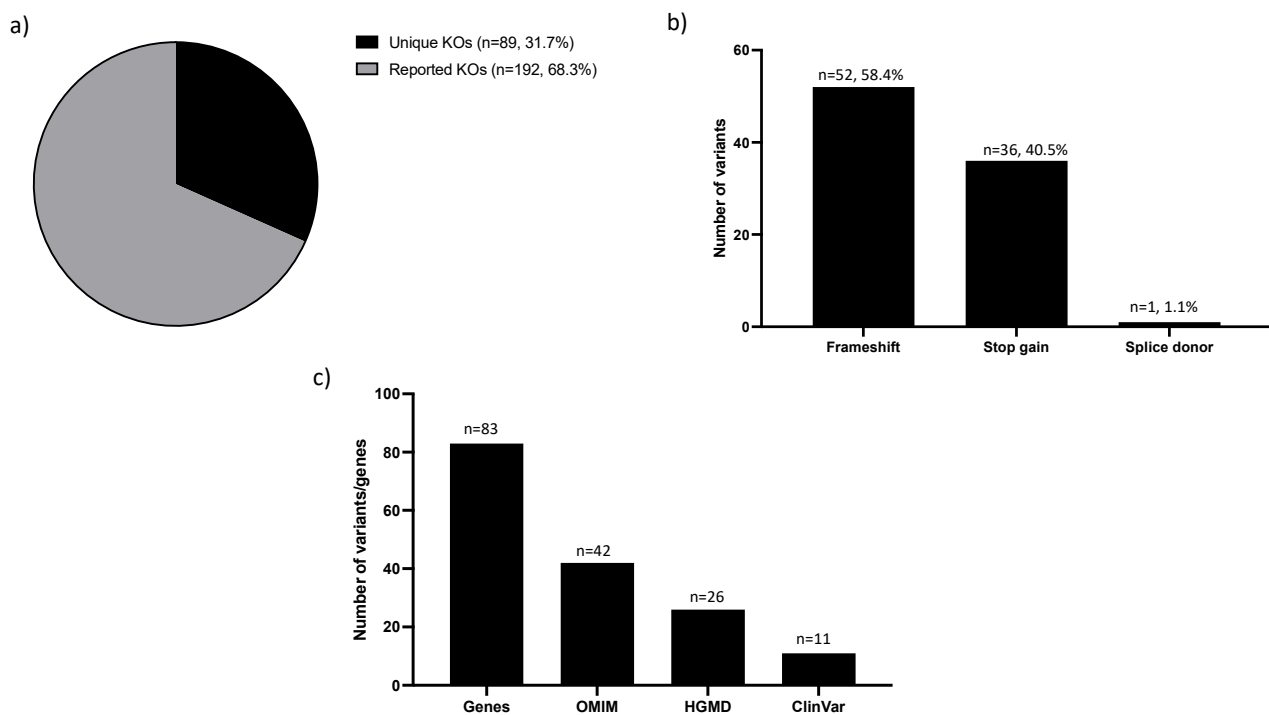 a)
Unique KOs (n=89, 31.7%)
Reported KOs (n=192, 68.3%)
b)
Number of variants
60
40
20
0
n=52, 58.4%
n=36, 40.5%
n=1, 1.1%
Frameshift
Stop gain
Splice donor
c)
Number of variants/genes
100
80
60
40
20
0
n=83
n=42
n=26
n=11
Genes
OMIM
HGMD
ClinVar